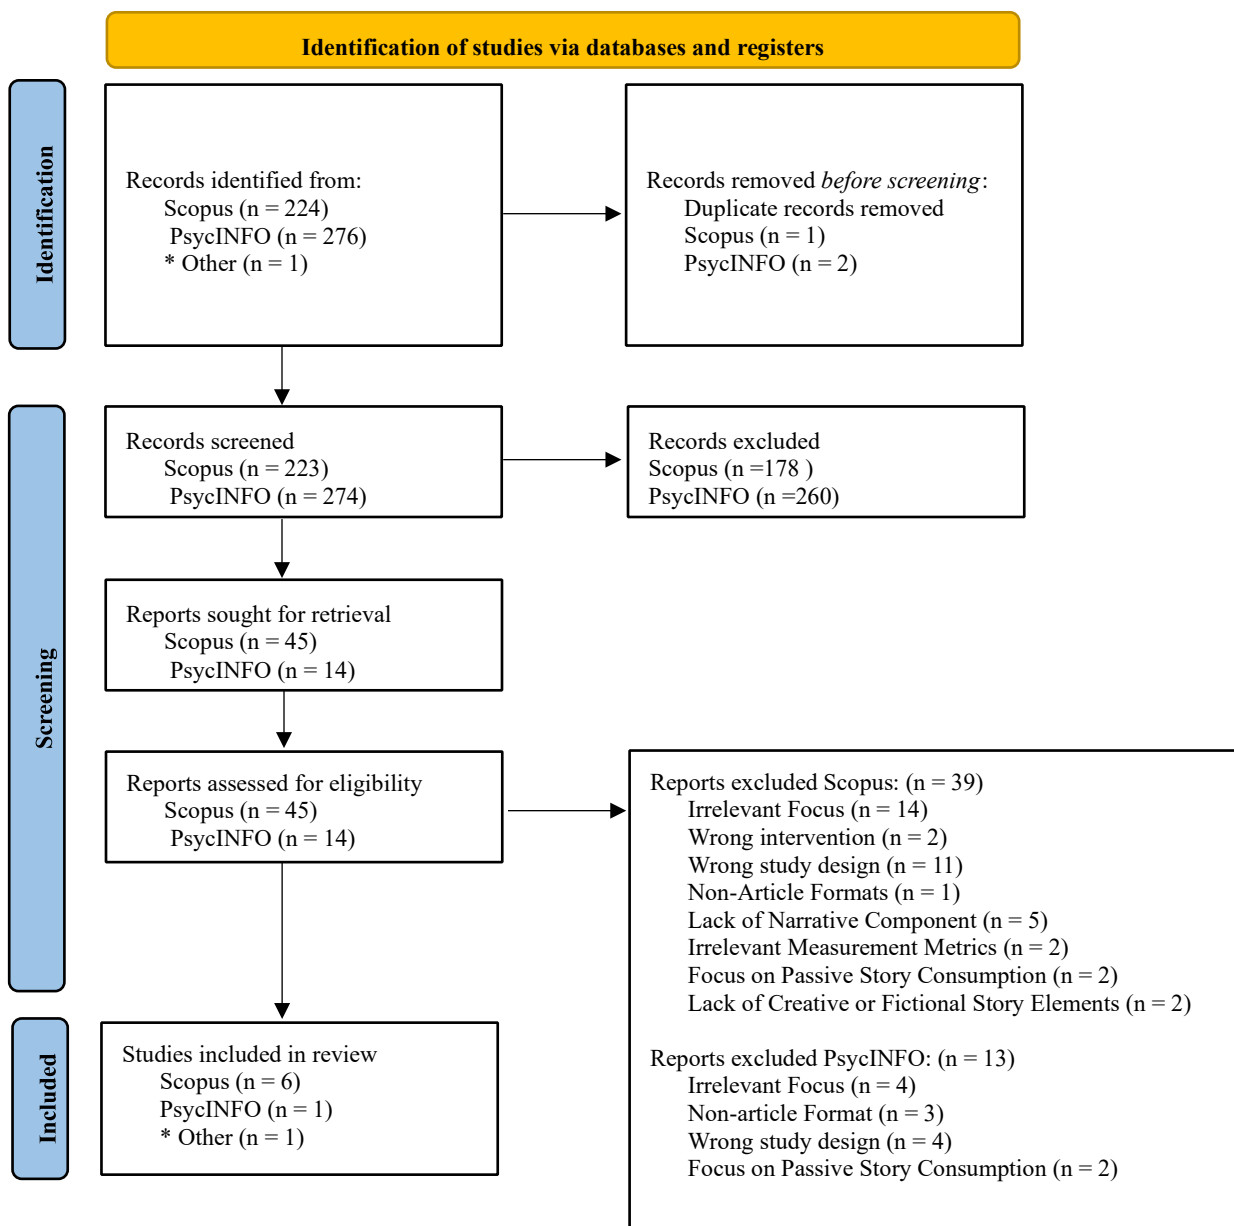 Identification of studies via databases and registers
Identification
Records identified from:
Scopus (n = 224)
PsycINFO (n = 276)
* Other (n = 1)
Records removed before screening:
Duplicate records removed
Scopus (n = 1)
PsycINFO (n = 2)
Screening
Records screened
Scopus (n = 223)
PsycINFO (n = 274)
Records excluded
Scopus (n =178 )
PsycINFO (n =260)
Reports sought for retrieval
Scopus (n = 45)
PsycINFO (n = 14)
Reports assessed for eligibility
Scopus (n = 45)
PsycINFO (n = 14)
Reports excluded Scopus: (n = 39)
Irrelevant Focus (n = 14)
Wrong intervention (n = 2)
Wrong study design (n = 11)
Non-Article Formats (n = 1)
Lack of Narrative Component (n = 5)
Irrelevant Measurement Metrics (n = 2)
Focus on Passive Story Consumption (n = 2)
Lack of Creative or Fictional Story Elements (n = 2)
Reports excluded PsycINFO: (n = 13)
Irrelevant Focus (n = 4)
Non-article Format (n = 3)
Wrong study design (n = 4)
Focus on Passive Story Consumption (n = 2)
Included
Studies included in review
Scopus (n = 6)
PsycINFO (n = 1)
* Other (n = 1)